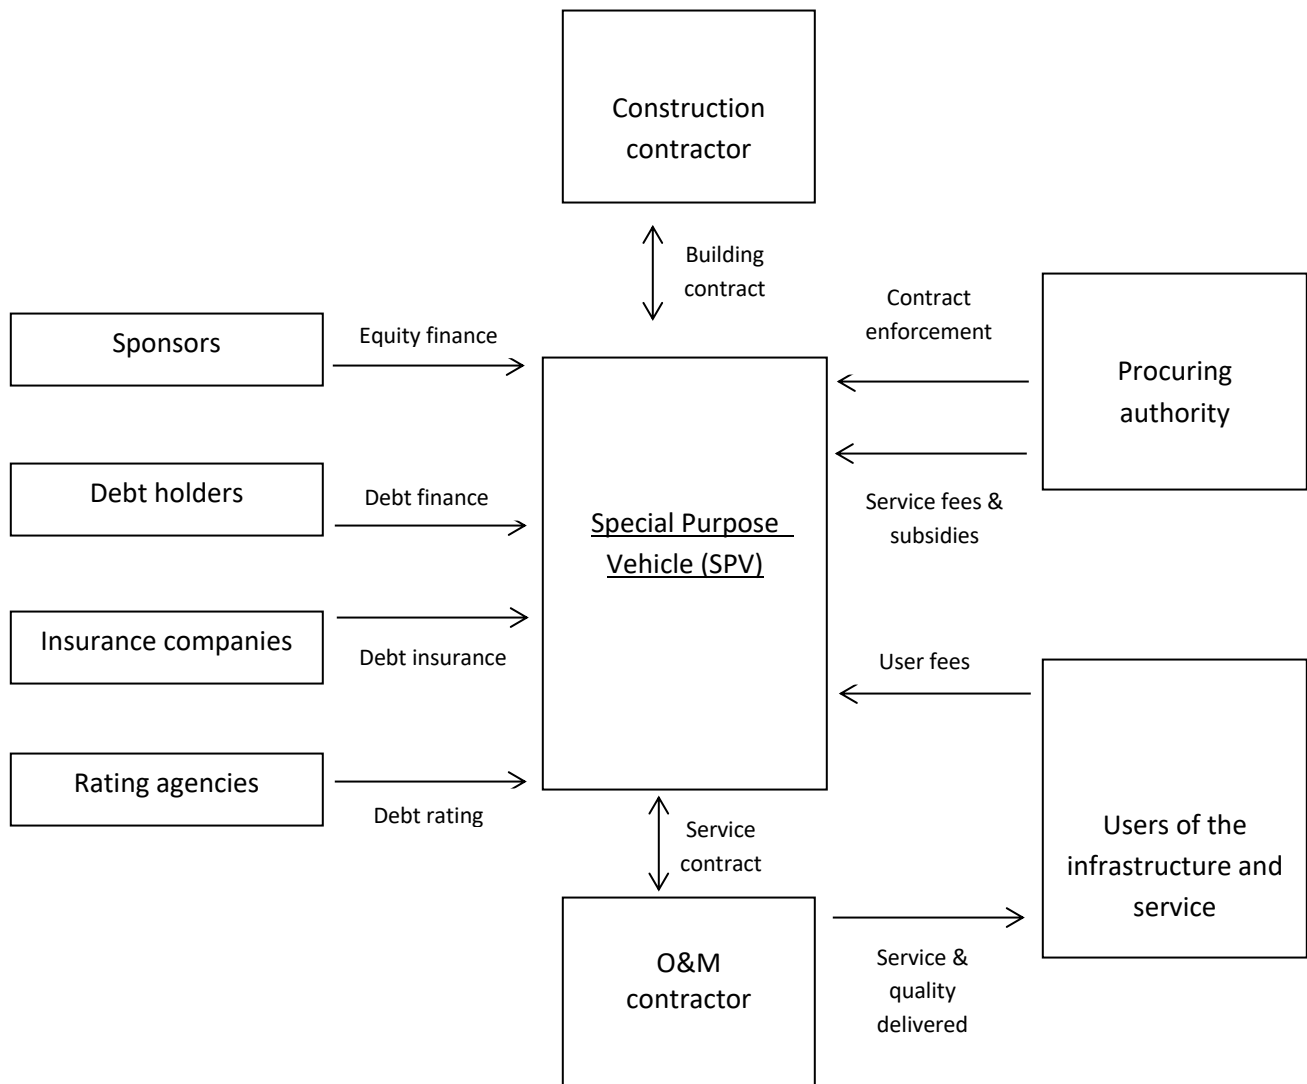 Construction
contractor
Building
contract
Contract
enforcement
Sponsors
Equity finance
Procuring
authority
Debt holders
Debt finance
Service fees &
subsidies
Special Purpose
Vehicle (SPV)
Insurance companies
Debt insurance
User fees
Rating agencies
Debt rating
Service
contract
Users of the
infrastructure and
service
O&M
contractor
Service &
quality
delivered